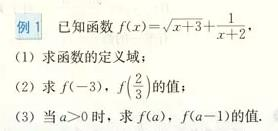 例1 已知函数 f(x)=√(x+3)+1/(x+2),
(1) 求函数的定义域;
(2) 求 f(-3), f(2/3)的值;
(3) 当 a>0 时, 求 f(a), f(a-1)的值.